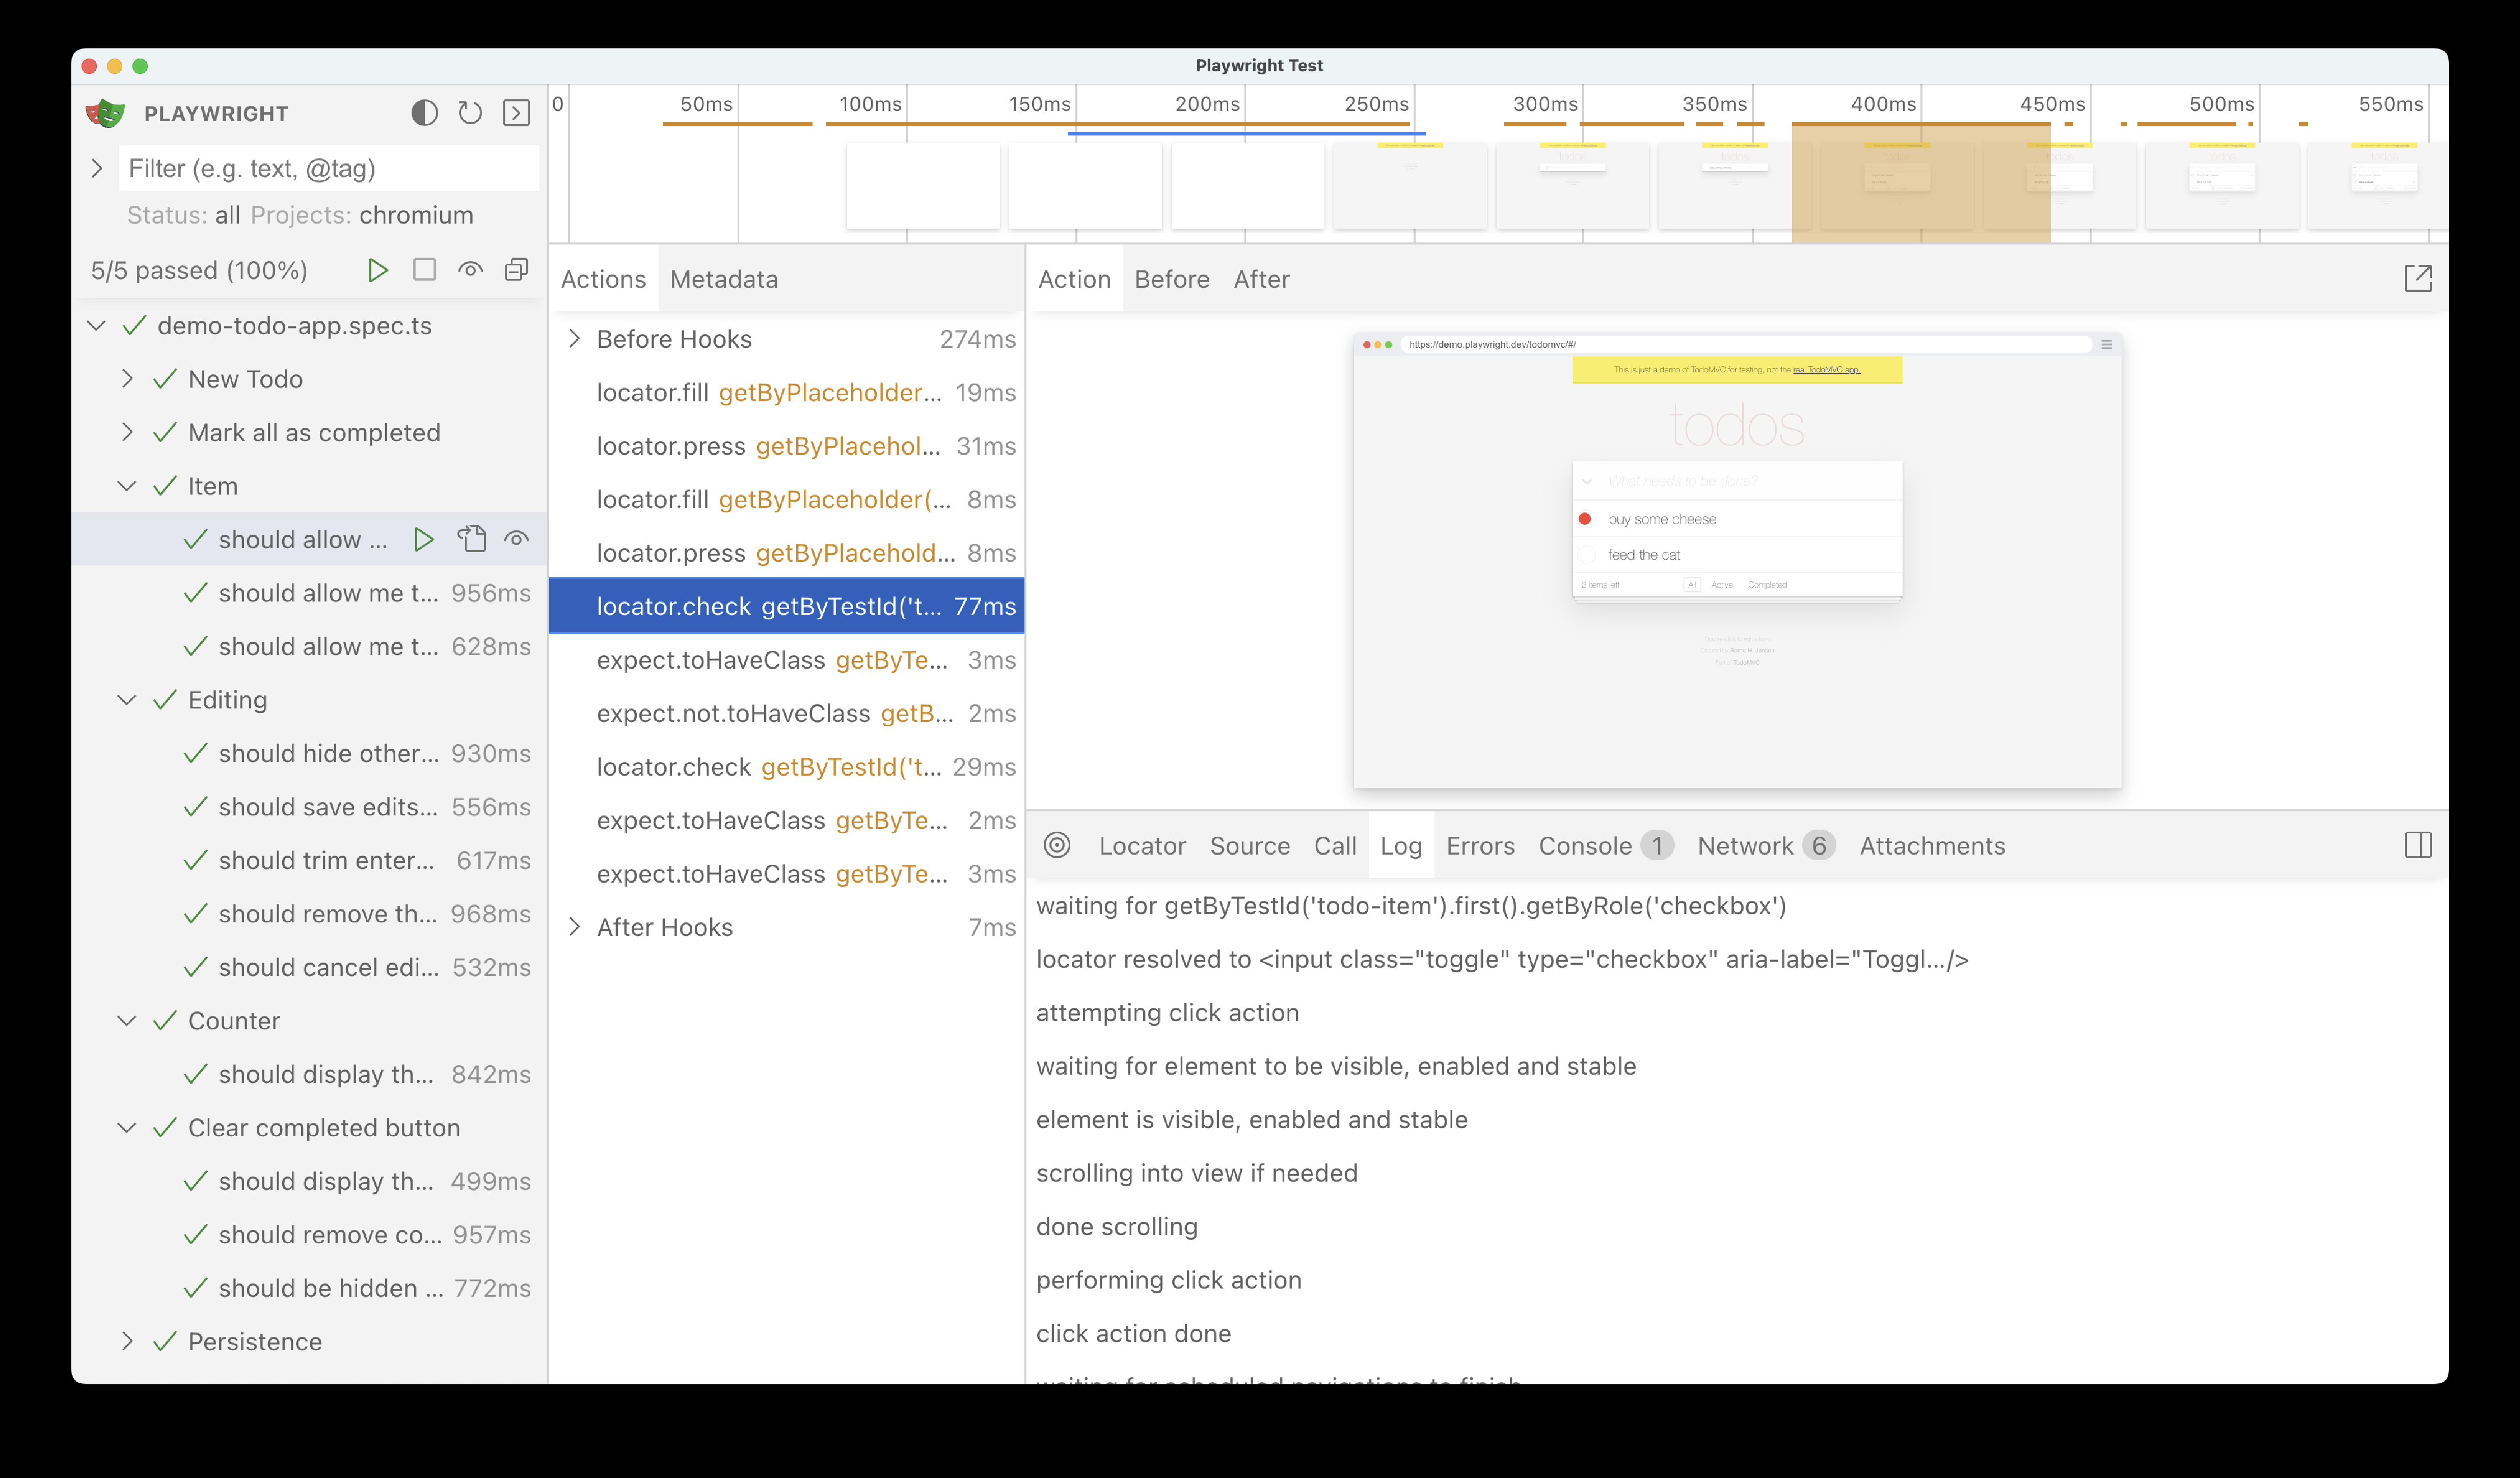 Playwright Test
PLAYWRIGHT
Filter (e.g. text, @tag)
Status: all Projects: chromium
5/5 passed (100%)
demo-todo-app.spec.ts
New Todo
Mark all as completed
Item
should allow ...
should allow me t... 956ms
should allow me t... 628ms
Editing
should hide other... 930ms
should save edits... 556ms
should trim enter... 617ms
should remove th... 968ms
should cancel edi... 532ms
Counter
should display th... 842ms
Clear completed button
should display th... 499ms
should remove co... 957ms
should be hidden ... 772ms
Persistence
0 50ms 100ms 150ms 200ms 250ms 300ms 350ms 400ms 450ms 500ms 550ms
Actions Metadata
Before Hooks 274ms
locator.fill getByPlaceholder... 19ms
locator.press getByPlacehol... 31ms
locator.fill getByPlaceholder(... 8ms
locator.press getByPlacehold... 8ms
locator.check getByTestId('t... 77ms
expect.toHaveClass getByTe... 3ms
expect.not.toHaveClass getB... 2ms
locator.check getByTestId('t... 29ms
expect.toHaveClass getByTe... 2ms
expect.toHaveClass getByTe... 3ms
After Hooks 7ms
Action Before After
https://demo.playwright.dev/todomvc/#/
This is just a demo of TodoMVC for testing, not the real TodoMVC app.
todos
What needs to be done?
buy some cheese
feed the cat
2 items left All Active Completed
Locator Source Call Log Errors Console 1 Network 6 Attachments
waiting for getByTestId('todo-item').first().getByRole('checkbox')
locator resolved to <input class="toggle" type="checkbox" aria-label="Toggl.../>
attempting click action
waiting for element to be visible, enabled and stable
element is visible, enabled and stable
scrolling into view if needed
done scrolling
performing click action
click action done
waiting for scheduled navigations to finish